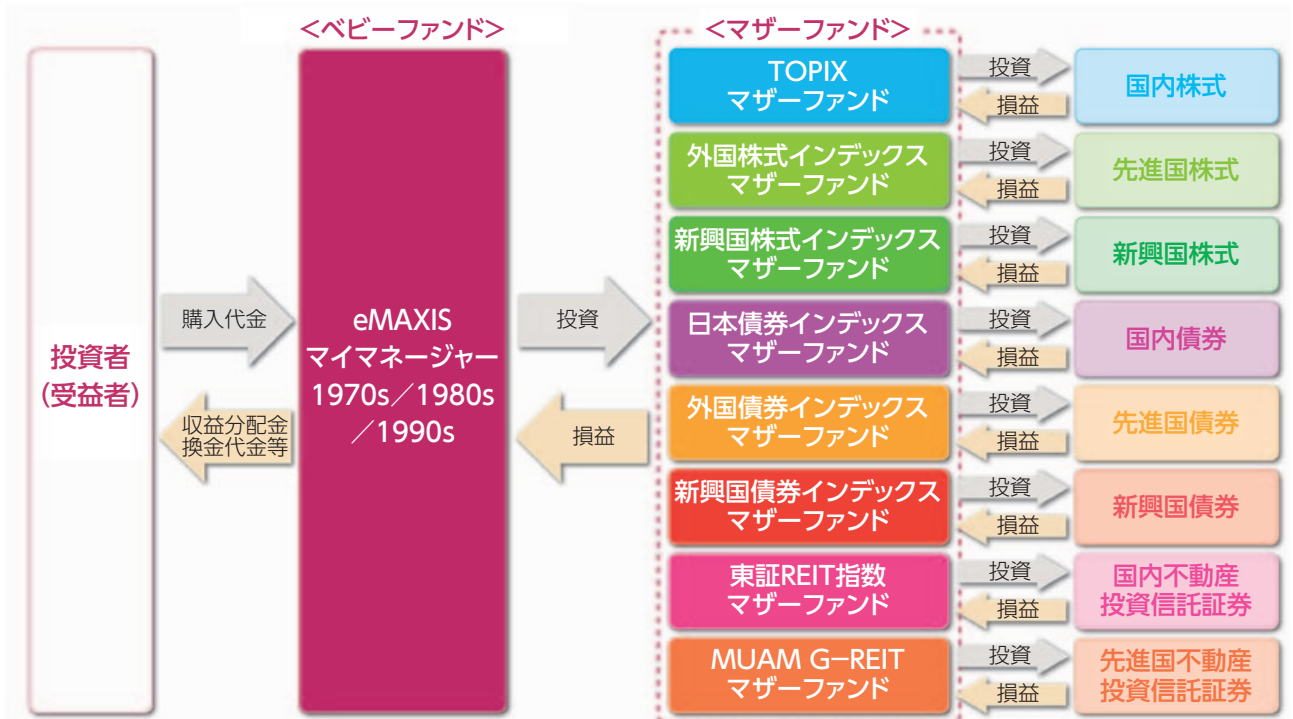 <ベビーファンド>
<マザーファンド>
投資者
(受益者)
購入代金
収益分配金
換金代金等
eMAXIS
マイマネージャー
1970s／1980s
／1990s
投資
損益
TOPIX
マザーファンド
投資
損益
国内株式
外国株式インデックス
マザーファンド
投資
損益
先進国株式
新興国株式インデックス
マザーファンド
投資
損益
新興国株式
日本債券インデックス
マザーファンド
投資
損益
国内債券
外国債券インデックス
マザーファンド
投資
損益
先進国債券
新興国債券インデックス
マザーファンド
投資
損益
新興国債券
東証REIT指数
マザーファンド
投資
損益
国内不動産
投資信託証券
MUAM G−REIT
マザーファンド
投資
損益
先進国不動産
投資信託証券